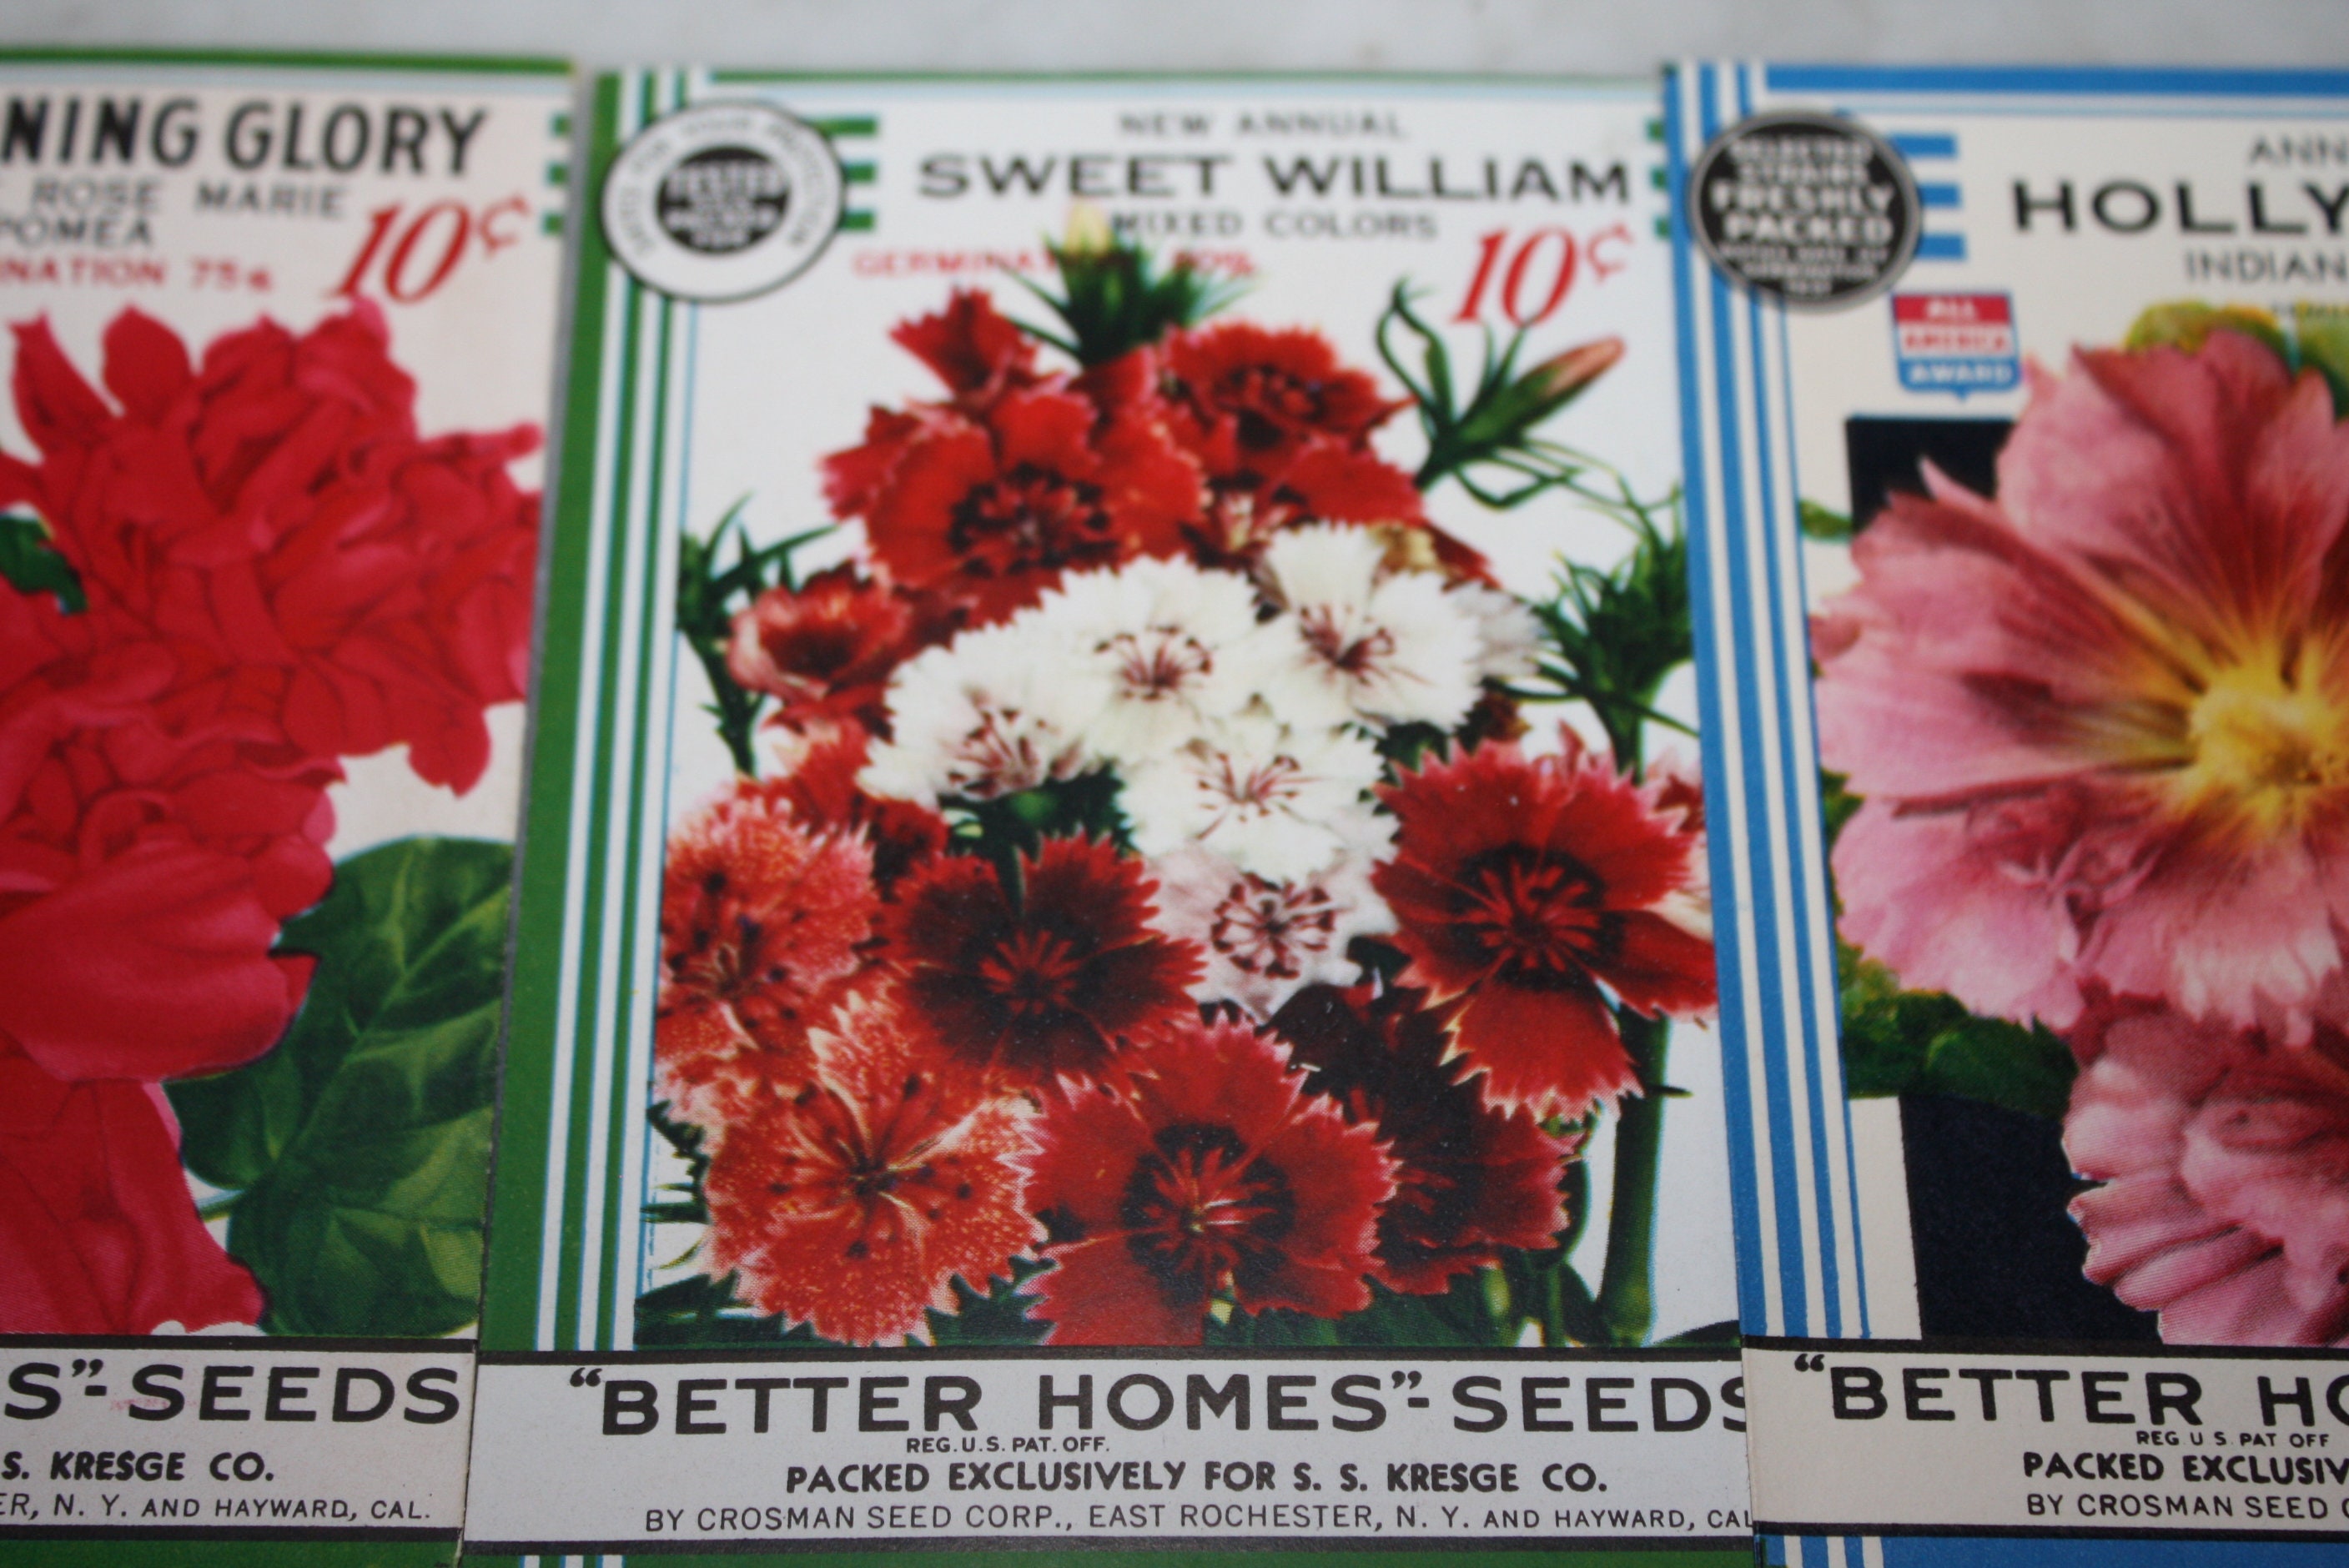 NING GLORY
ROSE MARIE
POMEA
NATION 75%
10¢
S"-SEEDS
S. KRESGE CO.
ER, N. Y. AND HAYWARD, CAL.
NEW ANNUAL
SWEET WILLIAM
MIXED COLORS
10¢
"BETTER HOMES"-SEEDS
REG. U.S. PAT. OFF.
PACKED EXCLUSIVELY FOR S. S. KRESGE CO.
BY CROSMAN SEED CORP., EAST ROCHESTER, N. Y. AND HAYWARD, CAL
SELECTED
STRAINS
FRESHLY
PACKED
ANN
HOLLY
INDIAN
ALL
AMERICA
AWARD
"BETTER HO
REG U S PAT OFF
PACKED EXCLUSIV
BY CROSMAN SEED C